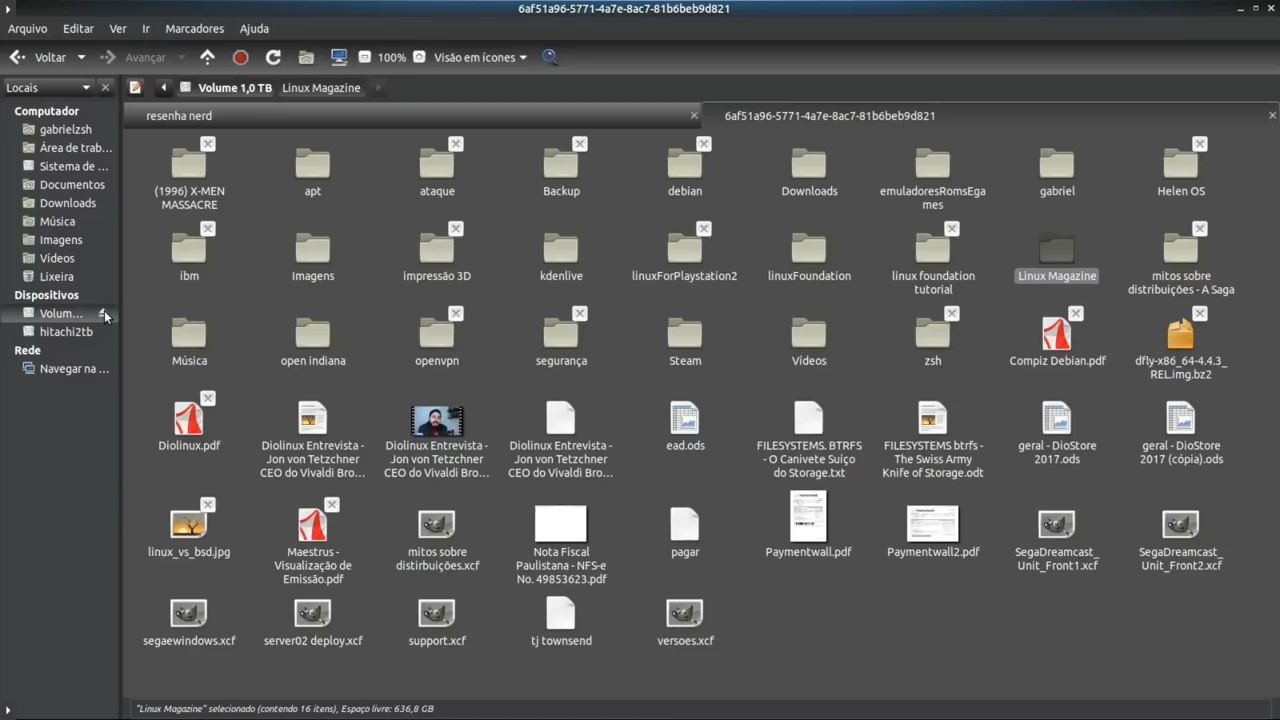 6af51a96-5771-4a7e-8ac7-81b6beb9d821
Arquivo Editar Ver Ir Marcadores Ajuda
Voltar Avançar 100% Visão em ícones
Locais Volume 1,0 TB Linux Magazine
resenha nerd 6af51a96-5771-4a7e-8ac7-81b6beb9d821
Computador
gabrielzsh
Área de trab...
Sistema de ...
Documentos
Downloads
Música
Imagens
Vídeos
Lixeira
Dispositivos
Volum...
hitachi2tb
Rede
Navegar na ...
(1996) X-MEN
MASSACRE
apt
ataque
Backup
debian
Downloads
emuladoresRomsEga
mes
gabriel
Helen OS
ibm
Imagens
impressão 3D
kdenlive
linuxForPlaystation2
linuxFoundation
linux foundation
tutorial
Linux Magazine
mitos sobre
distribuições - A Saga
Música
open indiana
openvpn
segurança
Steam
Vídeos
zsh
Compiz Debian.pdf
dfly-x86_64-4.4.3_
REL.img.bz2
Diolinux.pdf
Diolinux Entrevista -
Jon von Tetzchner
CEO do Vivaldi Bro...
Diolinux Entrevista -
Jon von Tetzchner
CEO do Vivaldi Bro...
Diolinux Entrevista -
Jon von Tetzchner
CEO do Vivaldi Bro...
ead.ods
FILESYSTEMS. BTRFS
- O Canivete Suíço
do Storage.txt
FILESYSTEMS btrfs -
The Swiss Army
Knife of Storage.odt
geral - DioStore
2017.ods
geral - DioStore
2017 (cópia).ods
linux_vs_bsd.jpg
Maestrus -
Visualização de
Emissão.pdf
mitos sobre
distirbuições.xcf
Nota Fiscal
Paulistana - NFS-e
No. 49853623.pdf
pagar
Paymentwall.pdf
Paymentwall2.pdf
SegaDreamcast_
Unit_Front1.xcf
SegaDreamcast_
Unit_Front2.xcf
segaewindows.xcf
server02 deploy.xcf
support.xcf
tj townsend
versoes.xcf
"Linux Magazine" selecionado (contendo 16 itens), Espaço livre: 636,8 GB